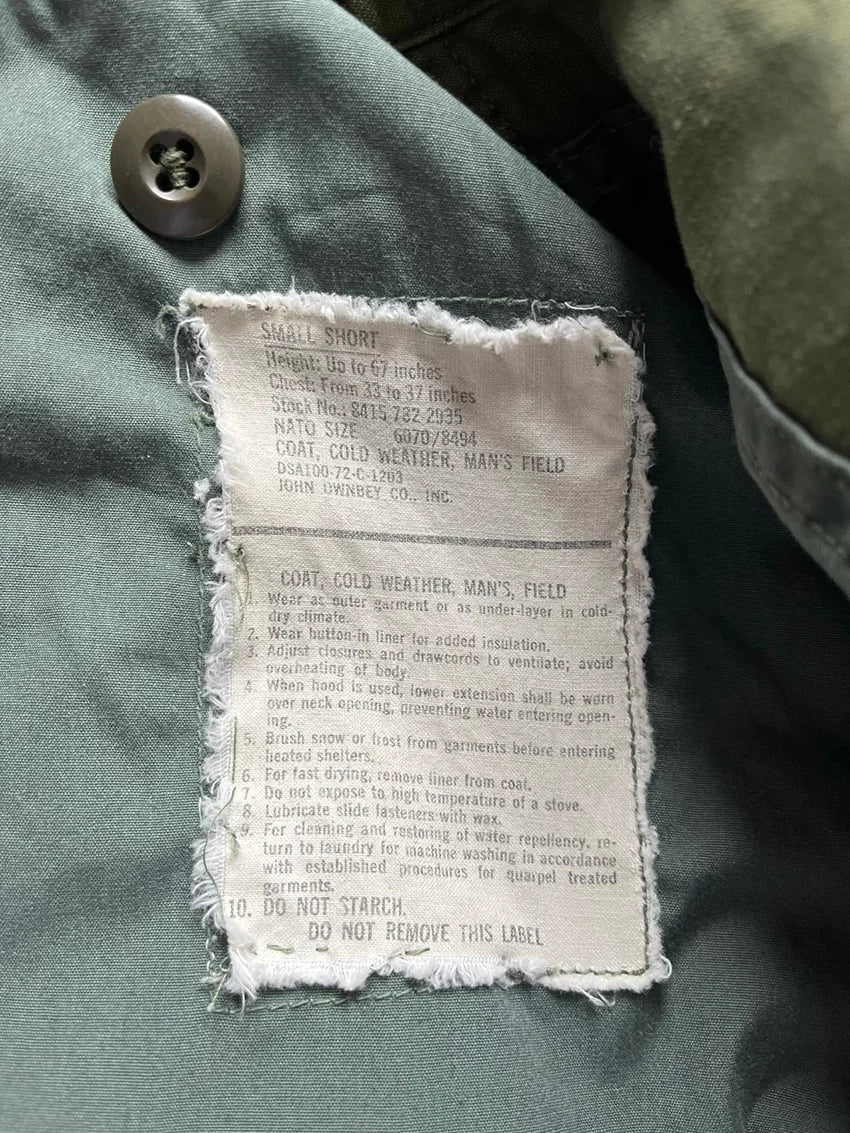 SMALL SHORT
Height: Up to 67 inches
Chest: From 33 to 37 inches
Stock No.: 8415 782-2935
NATO SIZE 6070/8494
COAT, COLD WEATHER, MAN'S FIELD
DSA100-72-C-1203
JOHN OWNBEY CO., INC.
COAT, COLD WEATHER, MAN'S, FIELD
1. Wear as outer garment or as under-layer in cold-
dry climate.
2. Wear button-in liner for added insulation.
3. Adjust closures and drawcords to ventilate; avoid
overheating of body.
4. When hood is used, lower extension shall be worn
over neck opening, preventing water entering open-
ing.
5. Brush snow or frost from garments before entering
heated shelters.
6. For fast drying, remove liner from coat.
7. Do not expose to high temperature of a stove.
8. Lubricate slide fasteners with wax.
9. For cleaning and restoring of water repellency, re-
turn to laundry for machine washing in accordance
with established procedures for quarpel treated
garments.
10. DO NOT STARCH.
DO NOT REMOVE THIS LABEL